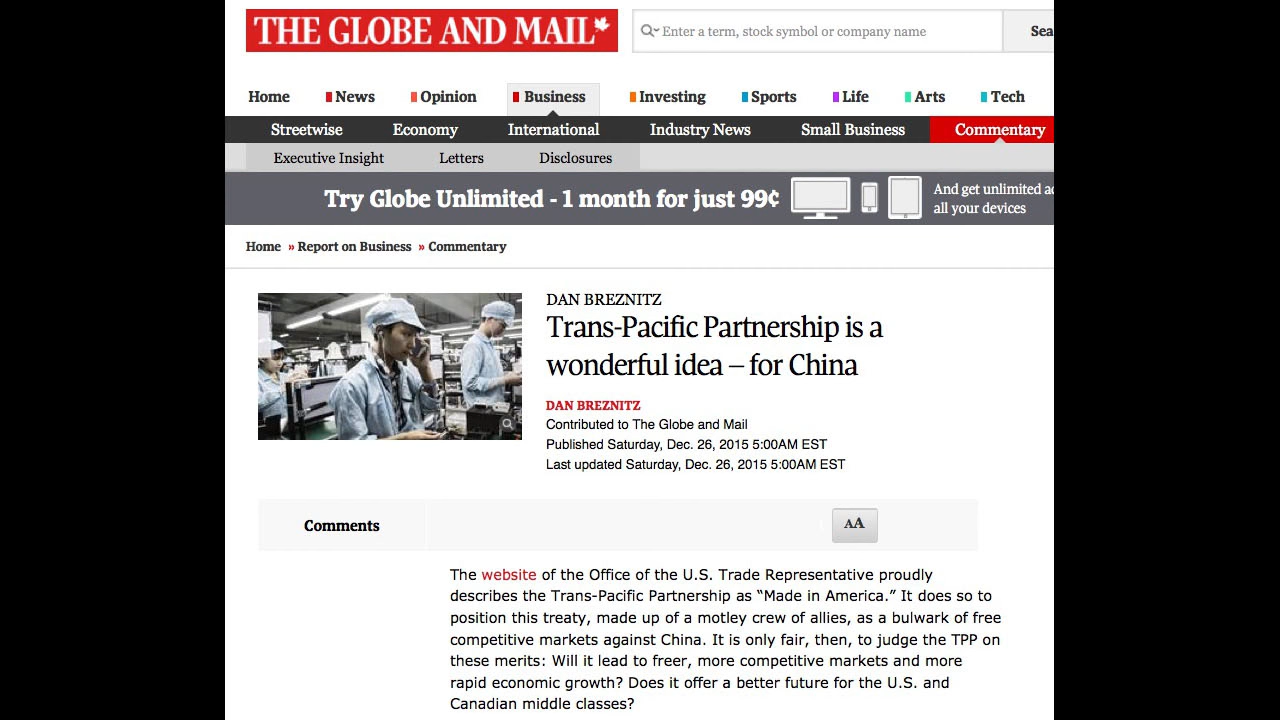 THE GLOBE AND MAIL
Enter a term, stock symbol or company name
Sea
Home News Opinion Business Investing Sports Life Arts Tech
Streetwise Economy International Industry News Small Business Commentary
Executive Insight Letters Disclosures
Try Globe Unlimited - 1 month for just 99¢
And get unlimited ac
all your devices
Home » Report on Business » Commentary
DAN BREZNITZ
Trans-Pacific Partnership is a
wonderful idea – for China
DAN BREZNITZ
Contributed to The Globe and Mail
Published Saturday, Dec. 26, 2015 5:00AM EST
Last updated Saturday, Dec. 26, 2015 5:00AM EST
Comments
AA
The website of the Office of the U.S. Trade Representative proudly
describes the Trans-Pacific Partnership as “Made in America.” It does so to
position this treaty, made up of a motley crew of allies, as a bulwark of free
competitive markets against China. It is only fair, then, to judge the TPP on
these merits: Will it lead to freer, more competitive markets and more
rapid economic growth? Does it offer a better future for the U.S. and
Canadian middle classes?